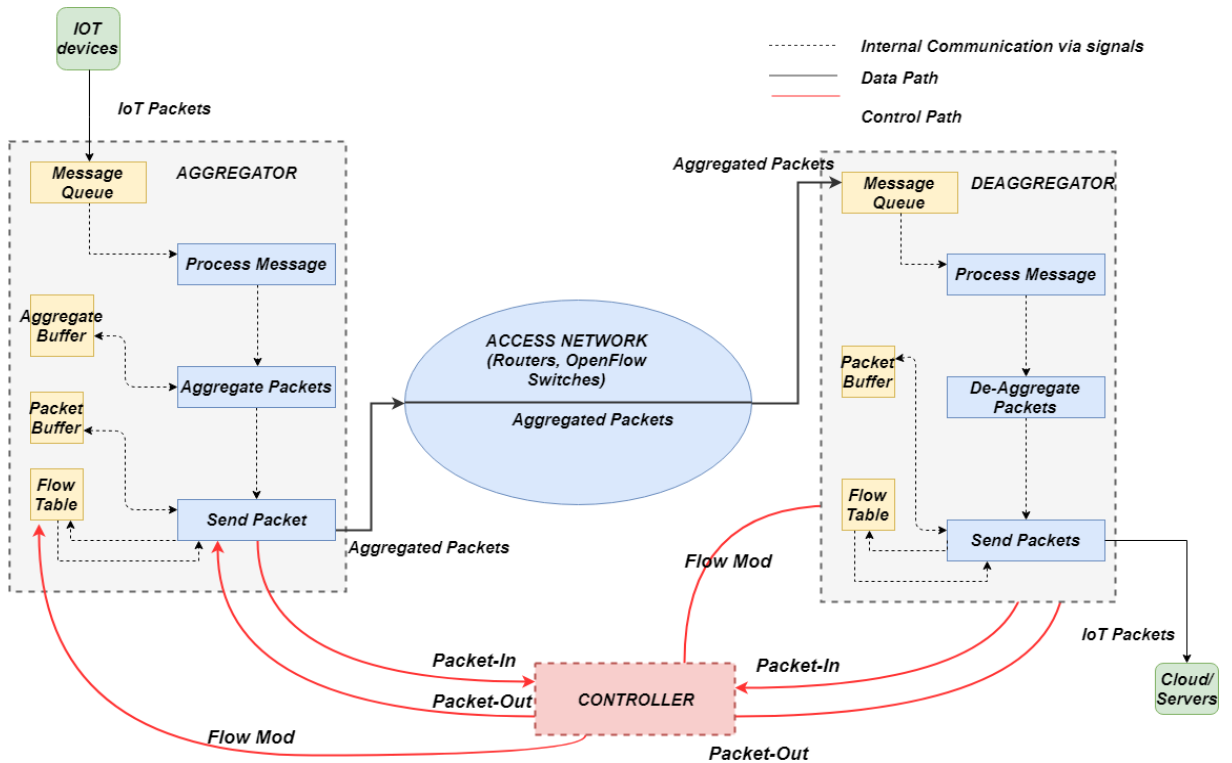 IOT
devices
IoT Packets
Internal Communication via signals
Data Path
Control Path
AGGREGATOR
Message
Queue
Process Message
Aggregate
Buffer
Aggregate Packets
Packet
Buffer
Flow
Table
Send Packet
Aggregated Packets
ACCESS NETWORK
(Routers, OpenFlow
Switches)
Aggregated Packets
Aggregated Packets
DEAGGREGATOR
Message
Queue
Process Message
Packet
Buffer
De-Aggregate
Packets
Flow
Table
Send Packets
IoT Packets
Cloud/
Servers
Flow Mod
Packet-In
Packet-Out
Flow Mod
CONTROLLER
Packet-In
Packet-Out